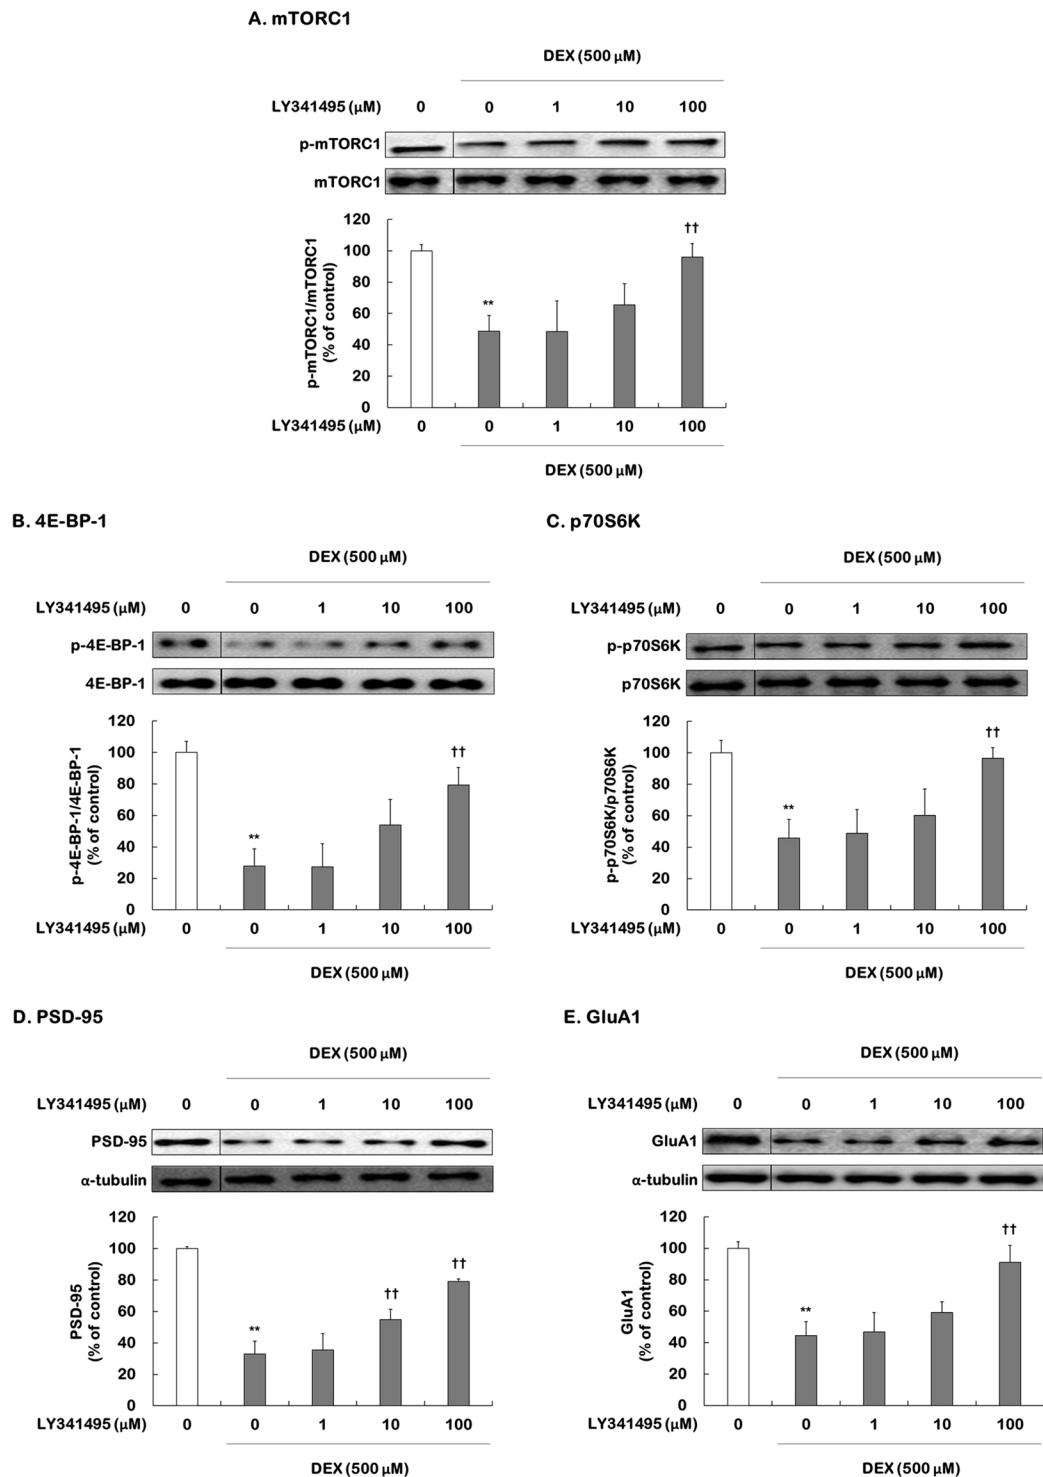 A. mTORC1
DEX (500 µM)
LY341495 (µM) 0 0 1 10 100
p-mTORC1
mTORC1
p-mTORC1/mTORC1
(% of control)
120
100
80
60
40
20
0
**
††
LY341495 (µM) 0 0 1 10 100
DEX (500 µM)
B. 4E-BP-1
DEX (500 µM)
LY341495 (µM) 0 0 1 10 100
p-4E-BP-1
4E-BP-1
p-4E-BP-1/4E-BP-1
(% of control)
120
100
80
60
40
20
0
**
††
LY341495 (µM) 0 0 1 10 100
DEX (500 µM)
C. p70S6K
DEX (500 µM)
LY341495 (µM) 0 0 1 10 100
p-p70S6K
p70S6K
p-p70S6K/p70S6K
(% of control)
120
100
80
60
40
20
0
**
††
LY341495 (µM) 0 0 1 10 100
DEX (500 µM)
D. PSD-95
DEX (500 µM)
LY341495 (µM) 0 0 1 10 100
PSD-95
α-tubulin
PSD-95
(% of control)
120
100
80
60
40
20
0
**
††
††
LY341495 (µM) 0 0 1 10 100
DEX (500 µM)
E. GluA1
DEX (500 µM)
LY341495 (µM) 0 0 1 10 100
GluA1
α-tubulin
GluA1
(% of control)
120
100
80
60
40
20
0
**
††
LY341495 (µM) 0 0 1 10 100
DEX (500 µM)